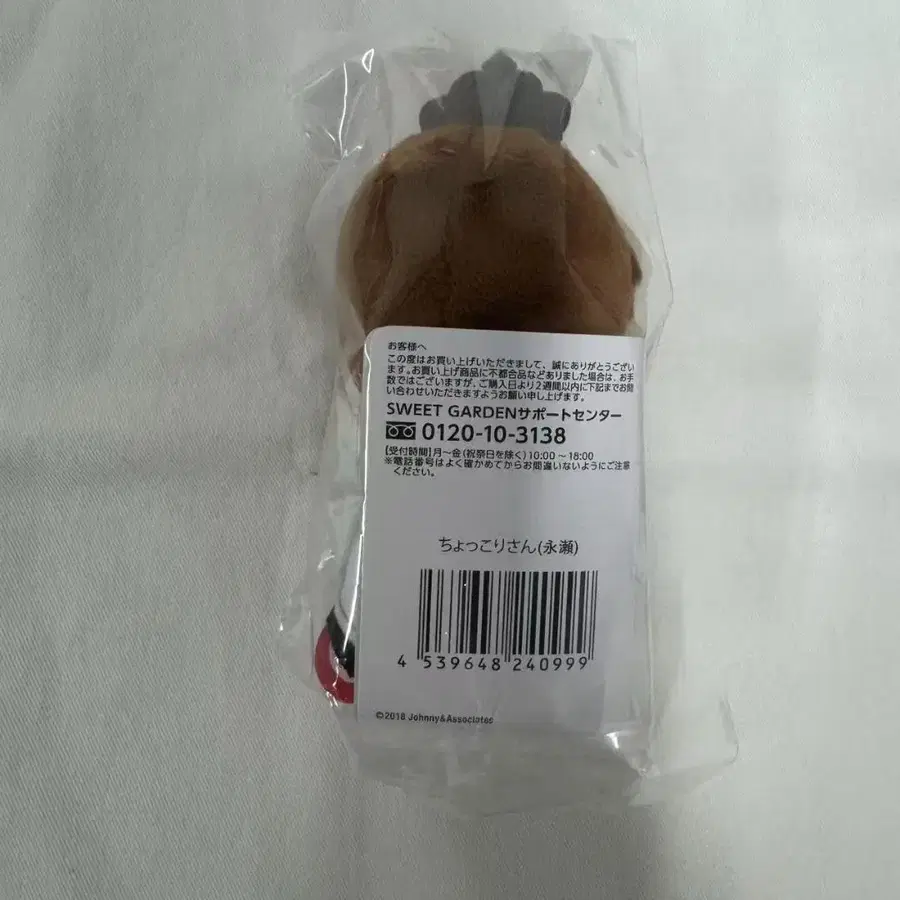 お客様へ
この度はお買い上げいただきまして、誠にありがとうござい
ます。お買い上げ商品に不都合品などありました場合は、お手
数ではございますが、ご購入日より2週間以内に下記までお問
い合わせいただきますようお願い申し上げます。
SWEET GARDENサポートセンター
0120-10-3138
【受付時間】月〜金(祝祭日を除く)10:00〜18:00
※電話番号はよく確かめてからお間違いないようにご注意
ください。
ちょっこりさん(永瀬)
4 539648 240999
©2018 Johnny&Associates